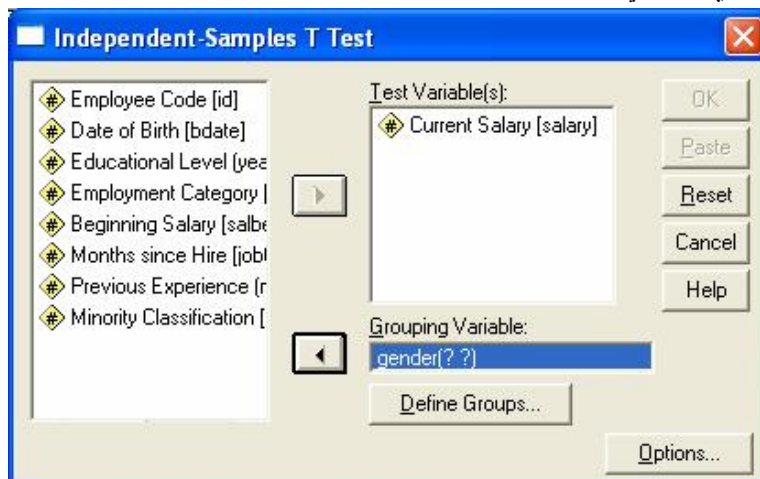 Independent-Samples T Test
Employee Code [id]
Date of Birth [bdate]
Educational Level (yea
Employment Category [
Beginning Salary [salbe
Months since Hire [jobt
Previous Experience (r
Minority Classification [
Test Variable(s):
Current Salary [salary]
Grouping Variable:
gender(? ?)
Define Groups...
OK
Paste
Reset
Cancel
Help
Options...